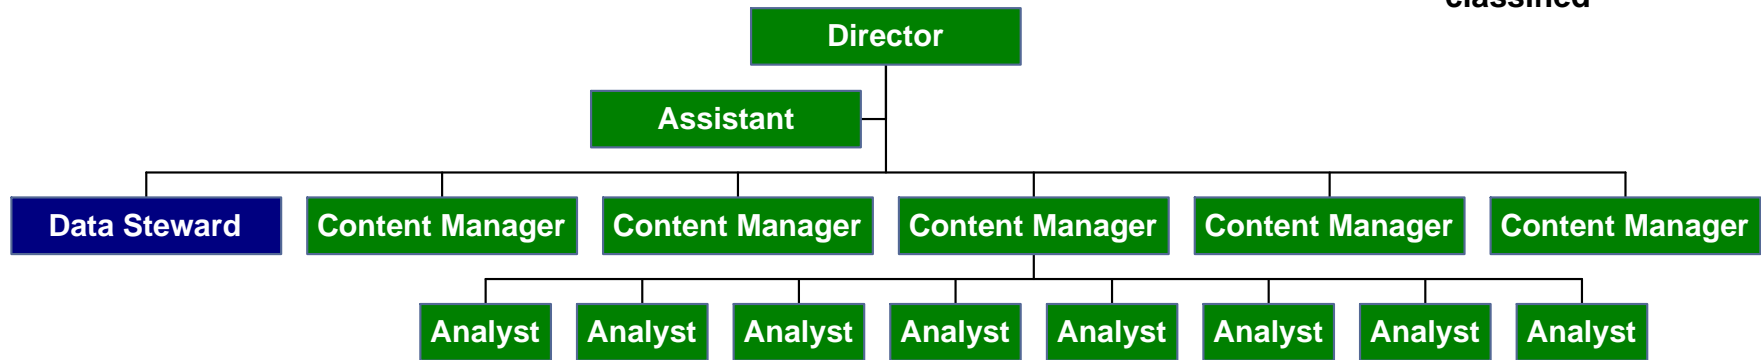 classified
Director
Assistant
Data Steward
Content Manager
Content Manager
Content Manager
Content Manager
Content Manager
Analyst
Analyst
Analyst
Analyst
Analyst
Analyst
Analyst
Analyst